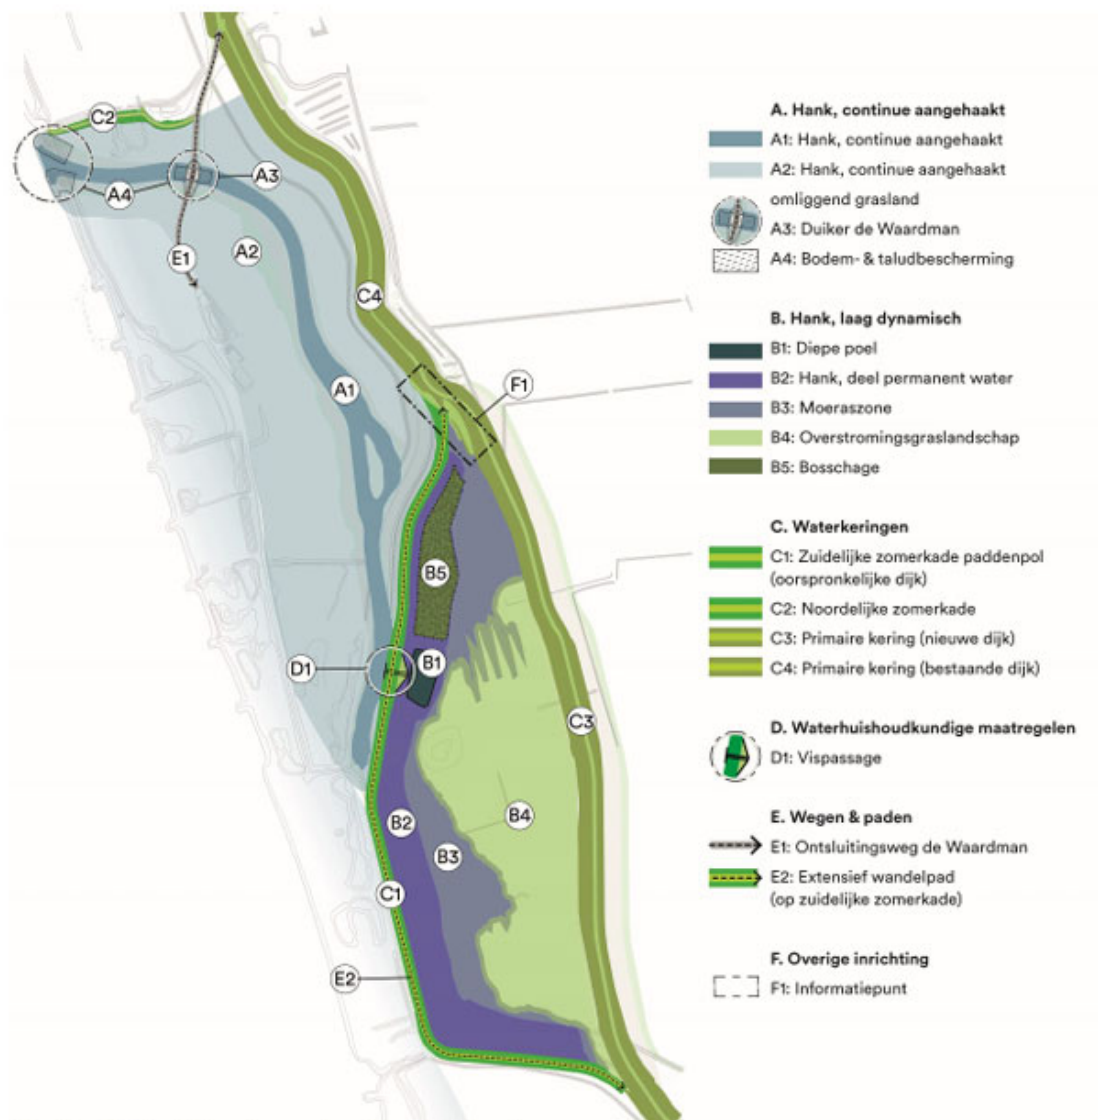 C2
A3
A4
E1
A2
C4
A1
F1
B5
D1
B1
C3
B2
B4
B3
C1
E2
A. Hank, continue aangehaakt
A1: Hank, continue aangehaakt
A2: Hank, continue aangehaakt
omliggend grasland
A3: Duiker de Waardman
A4: Bodem- & taludbescherming
B. Hank, laag dynamisch
B1: Diepe poel
B2: Hank, deel permanent water
B3: Moeraszone
B4: Overstromingsgraslandschap
B5: Bosschage
C. Waterkeringen
C1: Zuidelijke zomerkade paddenpol
(oorspronkelijke dijk)
C2: Noordelijke zomerkade
C3: Primaire kering (nieuwe dijk)
C4: Primaire kering (bestaande dijk)
D. Waterhuishoudkundige maatregelen
D1: Vispassage
E. Wegen & paden
E1: Ontsluitingsweg de Waardman
E2: Extensief wandelpad
(op zuidelijke zomerkade)
F. Overige inrichting
F1: Informatiepunt